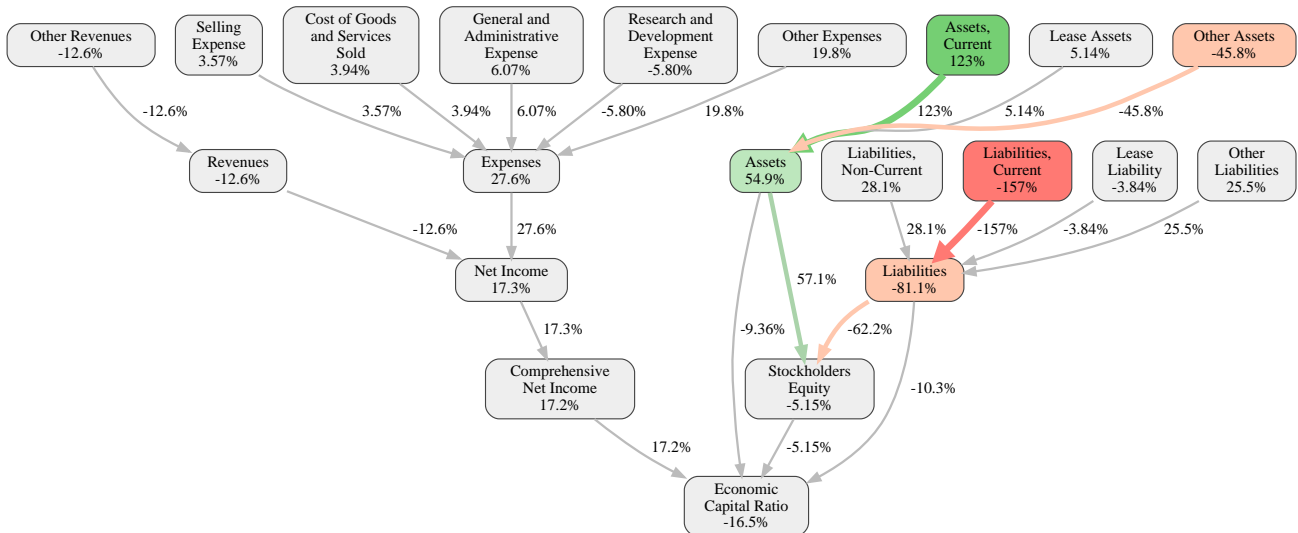 Other Revenues
-12.6%
Selling
Expense
3.57%
Cost of Goods
and Services
Sold
3.94%
General and
Administrative
Expense
6.07%
Research and
Development
Expense
-5.80%
Other Expenses
19.8%
Assets,
Current
123%
Lease Assets
5.14%
Other Assets
-45.8%
-12.6%
3.57%
3.94%
6.07%
-5.80%
19.8%
123%
5.14%
-45.8%
Revenues
-12.6%
Expenses
27.6%
Assets
54.9%
Liabilities,
Non-Current
28.1%
Liabilities,
Current
-157%
Lease
Liability
-3.84%
Other
Liabilities
25.5%
-12.6%
27.6%
28.1%
-157%
-3.84%
25.5%
Net Income
17.3%
57.1%
Liabilities
-81.1%
17.3%
-9.36%
-62.2%
Comprehensive
Net Income
17.2%
Stockholders
Equity
-5.15%
-10.3%
17.2%
-5.15%
Economic
Capital Ratio
-16.5%